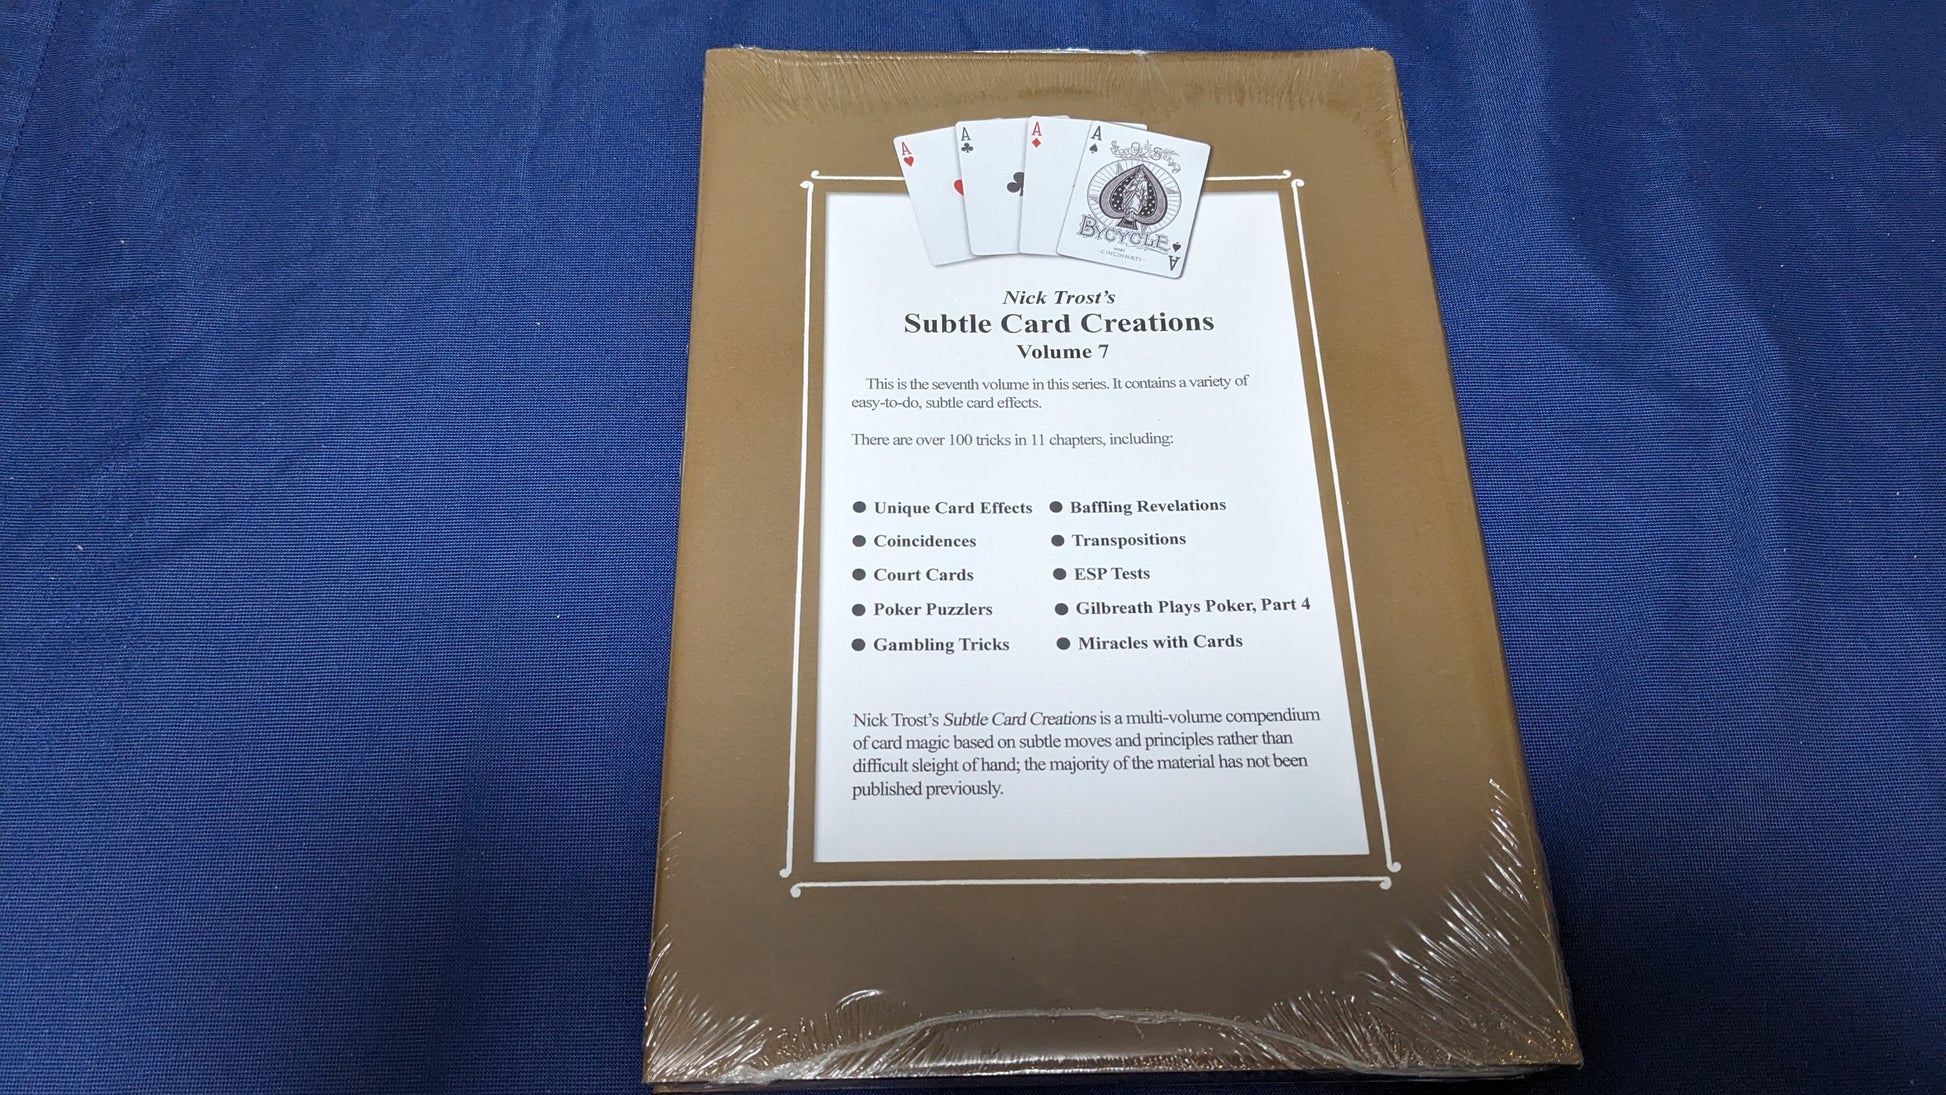 A
A
A
A
BYCYCLE
CINCINNATI
A
Nick Trost's
Subtle Card Creations
Volume 7
This is the seventh volume in this series. It contains a variety of
easy-to-do, subtle card effects.
There are over 100 tricks in 11 chapters, including:
● Unique Card Effects ● Baffling Revelations
● Coincidences ● Transpositions
● Court Cards ● ESP Tests
● Poker Puzzlers ● Gilbreath Plays Poker, Part 4
● Gambling Tricks ● Miracles with Cards
Nick Trost's Subtle Card Creations is a multi-volume compendium
of card magic based on subtle moves and principles rather than
difficult sleight of hand; the majority of the material has not been
published previously.